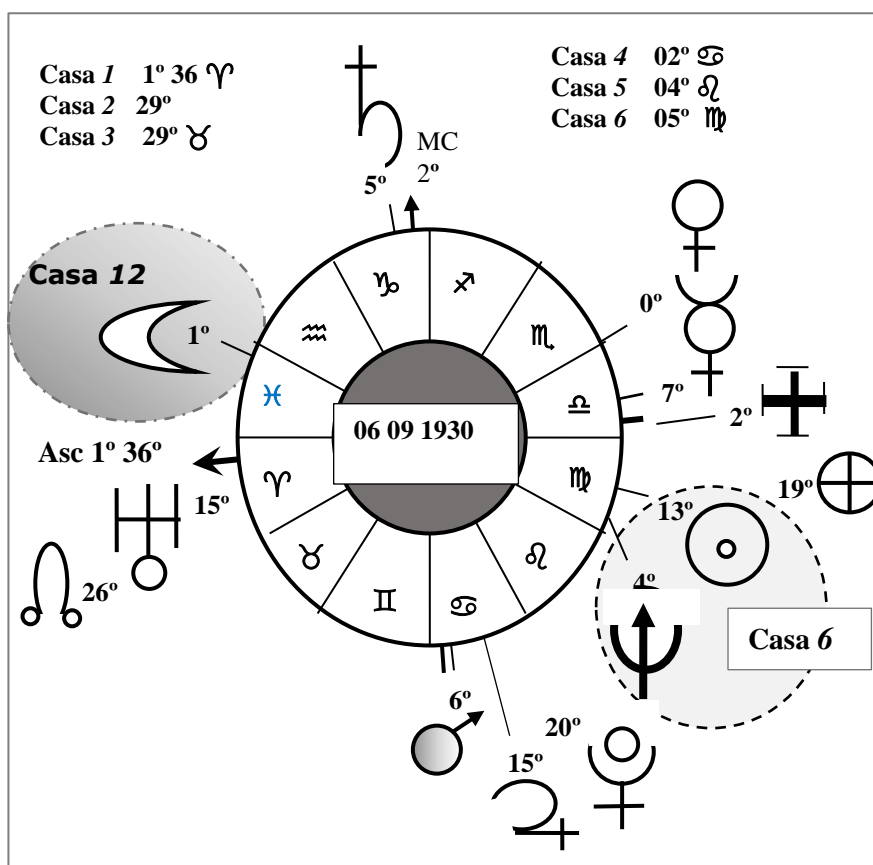 Casa 1 1º 36 ♈
Casa 2 29º
Casa 3 29º ♉
Casa 4 02º ♋
Casa 5 04º ♌
Casa 6 05º ♍
MC
2º
5º
Casa 12
1º
0º
7º
2º
♑ ♐
♒ ♏
♓ ♎
06 09 1930
Asc 1º 36º
♈ ♍
♉ ♌
♊ ♋
15º
26º
19º
13º
4º
Casa 6
6º
20º
15º